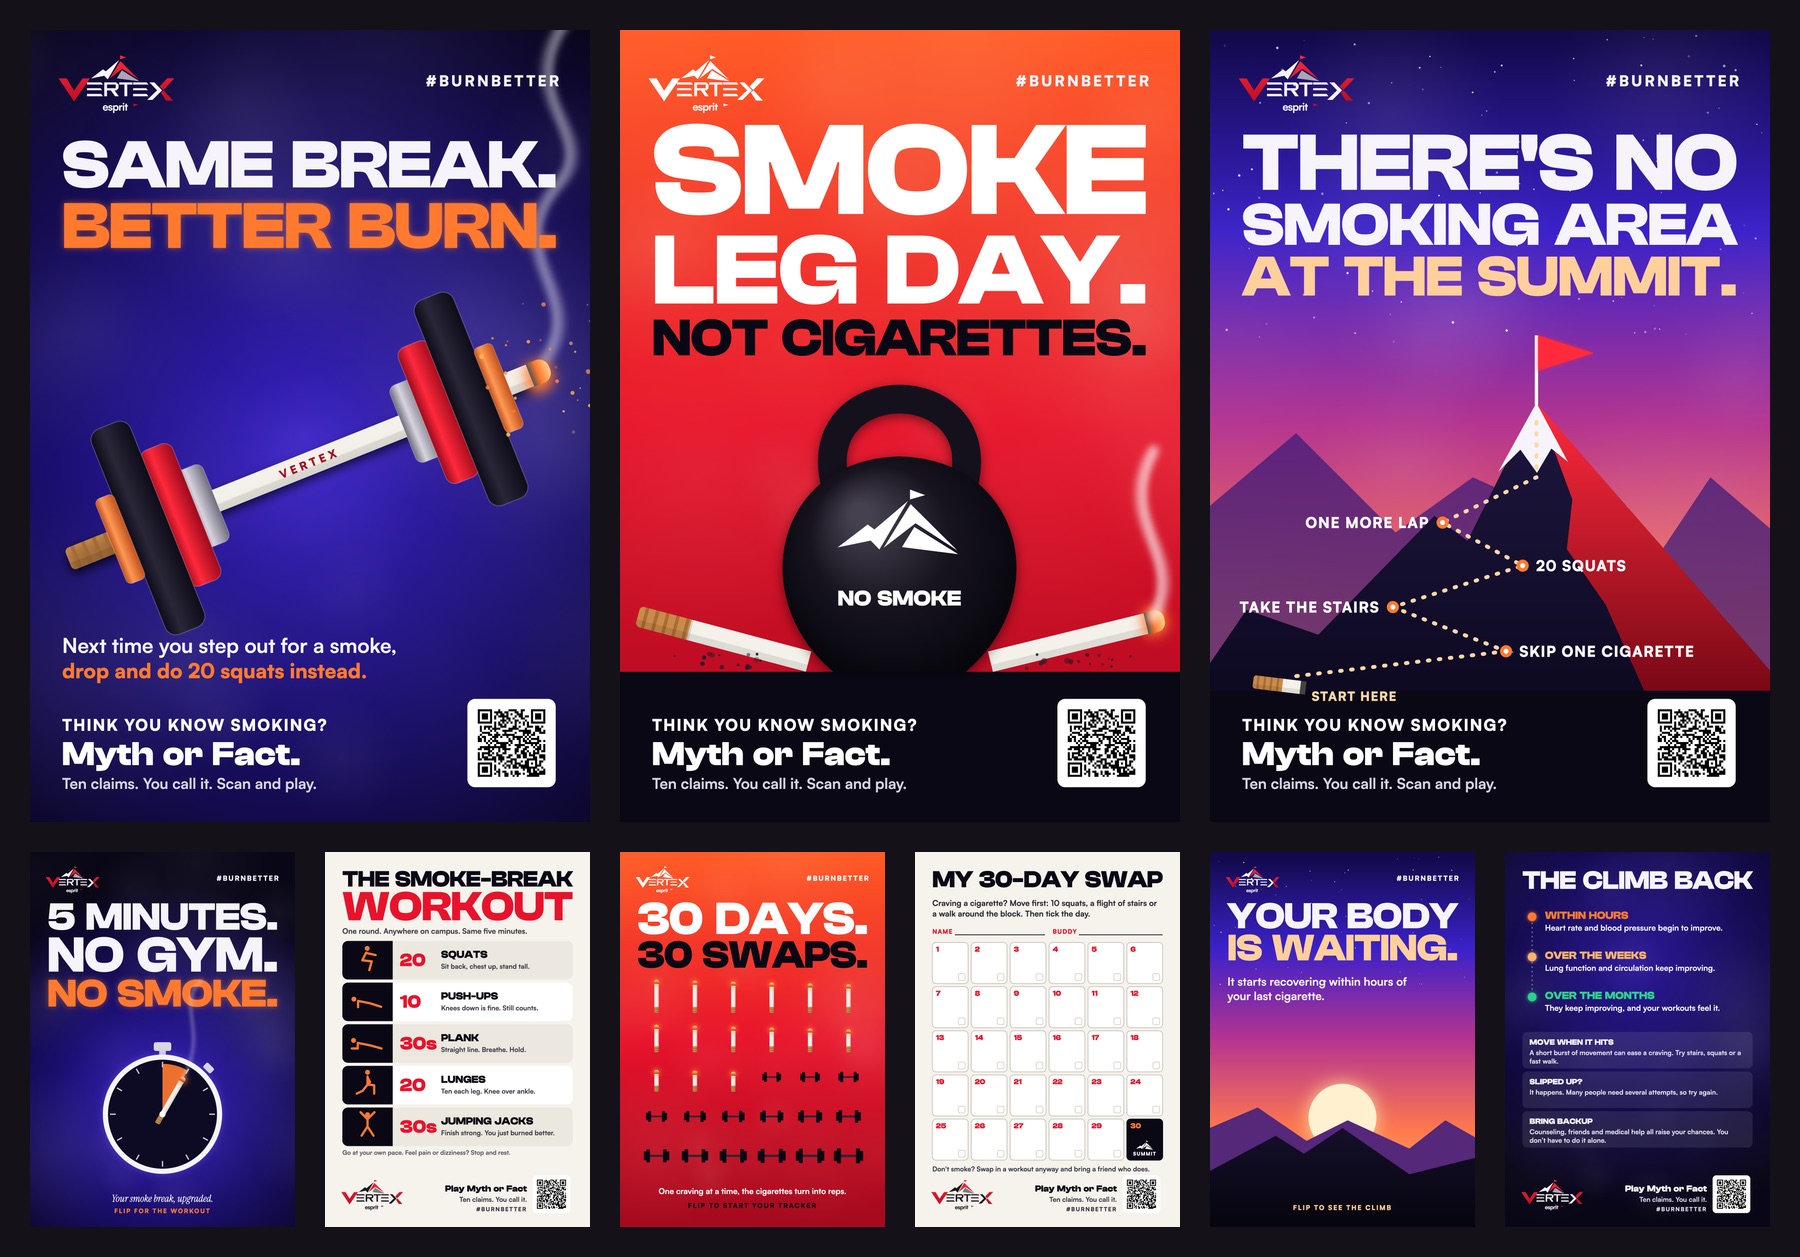 VERTEX
esprit
#BURNBETTER
SAME BREAK.
BETTER BURN.
VERTEX
Next time you step out for a smoke,
drop and do 20 squats instead.
THINK YOU KNOW SMOKING?
Myth or Fact.
Ten claims. You call it. Scan and play.
VERTEX
esprit
#BURNBETTER
SMOKE
LEG DAY.
NOT CIGARETTES.
NO SMOKE
THINK YOU KNOW SMOKING?
Myth or Fact.
Ten claims. You call it. Scan and play.
VERTEX
esprit
#BURNBETTER
THERE'S NO
SMOKING AREA
AT THE SUMMIT.
ONE MORE LAP
20 SQUATS
TAKE THE STAIRS
SKIP ONE CIGARETTE
START HERE
THINK YOU KNOW SMOKING?
Myth or Fact.
Ten claims. You call it. Scan and play.
VERTEX
esprit
#BURNBETTER
5 MINUTES.
NO GYM.
NO SMOKE.
Your smoke break, upgraded.
FLIP FOR THE WORKOUT
THE SMOKE-BREAK
WORKOUT
One round. Anywhere on campus. Same five minutes.
20 SQUATS
Sit back, chest up, stand tall.
10 PUSH-UPS
Knees down is fine. Still counts.
30s PLANK
Straight line. Breathe. Hold.
20 LUNGES
Ten each leg. Knee over ankle.
30s JUMPING JACKS
Finish strong. You just burned better.
Go at your own pace. Feel pain or dizziness? Stop and rest.
VERTEX
esprit
Play Myth or Fact
Ten claims. You call it.
#BURNBETTER
VERTEX
esprit
#BURNBETTER
30 DAYS.
30 SWAPS.
One craving at a time, the cigarettes turn into reps.
FLIP TO START YOUR TRACKER
MY 30-DAY SWAP
Craving a cigarette? Move first: 10 squats, a flight of stairs or
a walk around the block. Then tick the day.
NAME BUDDY
1 2 3 4 5 6
7 8 9 10 11 12
13 14 15 16 17 18
19 20 21 22 23 24
25 26 27 28 29 30
SUMMIT
Don't smoke? Swap in a workout anyway and bring a friend who does.
VERTEX
esprit
Play Myth or Fact
Ten claims. You call it.
#BURNBETTER
VERTEX
esprit
#BURNBETTER
YOUR BODY
IS WAITING.
It starts recovering within hours of
your last cigarette.
FLIP TO SEE THE CLIMB
THE CLIMB BACK
WITHIN HOURS
Heart rate and blood pressure begin to improve.
OVER THE WEEKS
Lung function and circulation keep improving.
OVER THE MONTHS
They keep improving, and your workouts feel it.
MOVE WHEN IT HITS
A short burst of movement can ease a craving. Try stairs, squats or a
fast walk.
SLIPPED UP?
It happens. Many people need several attempts, so try again.
BRING BACKUP
Counseling, friends and medical help all raise your chances. You
don't have to do it alone.
VERTEX
esprit
Play Myth or Fact
Ten claims. You call it.
#BURNBETTER